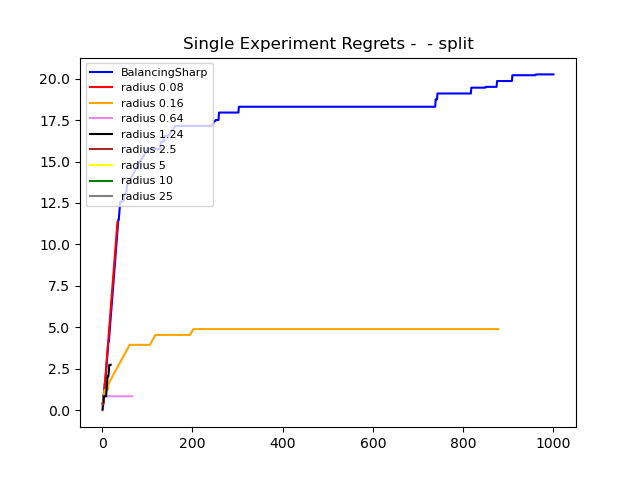 Single Experiment Regrets -  - split
20.0
17.5
15.0
12.5
10.0
7.5
5.0
2.5
0.0
BalancingSharp
radius 0.08
radius 0.16
radius 0.64
radius 1.24
radius 2.5
radius 5
radius 10
radius 25
0 200 400 600 800 1000